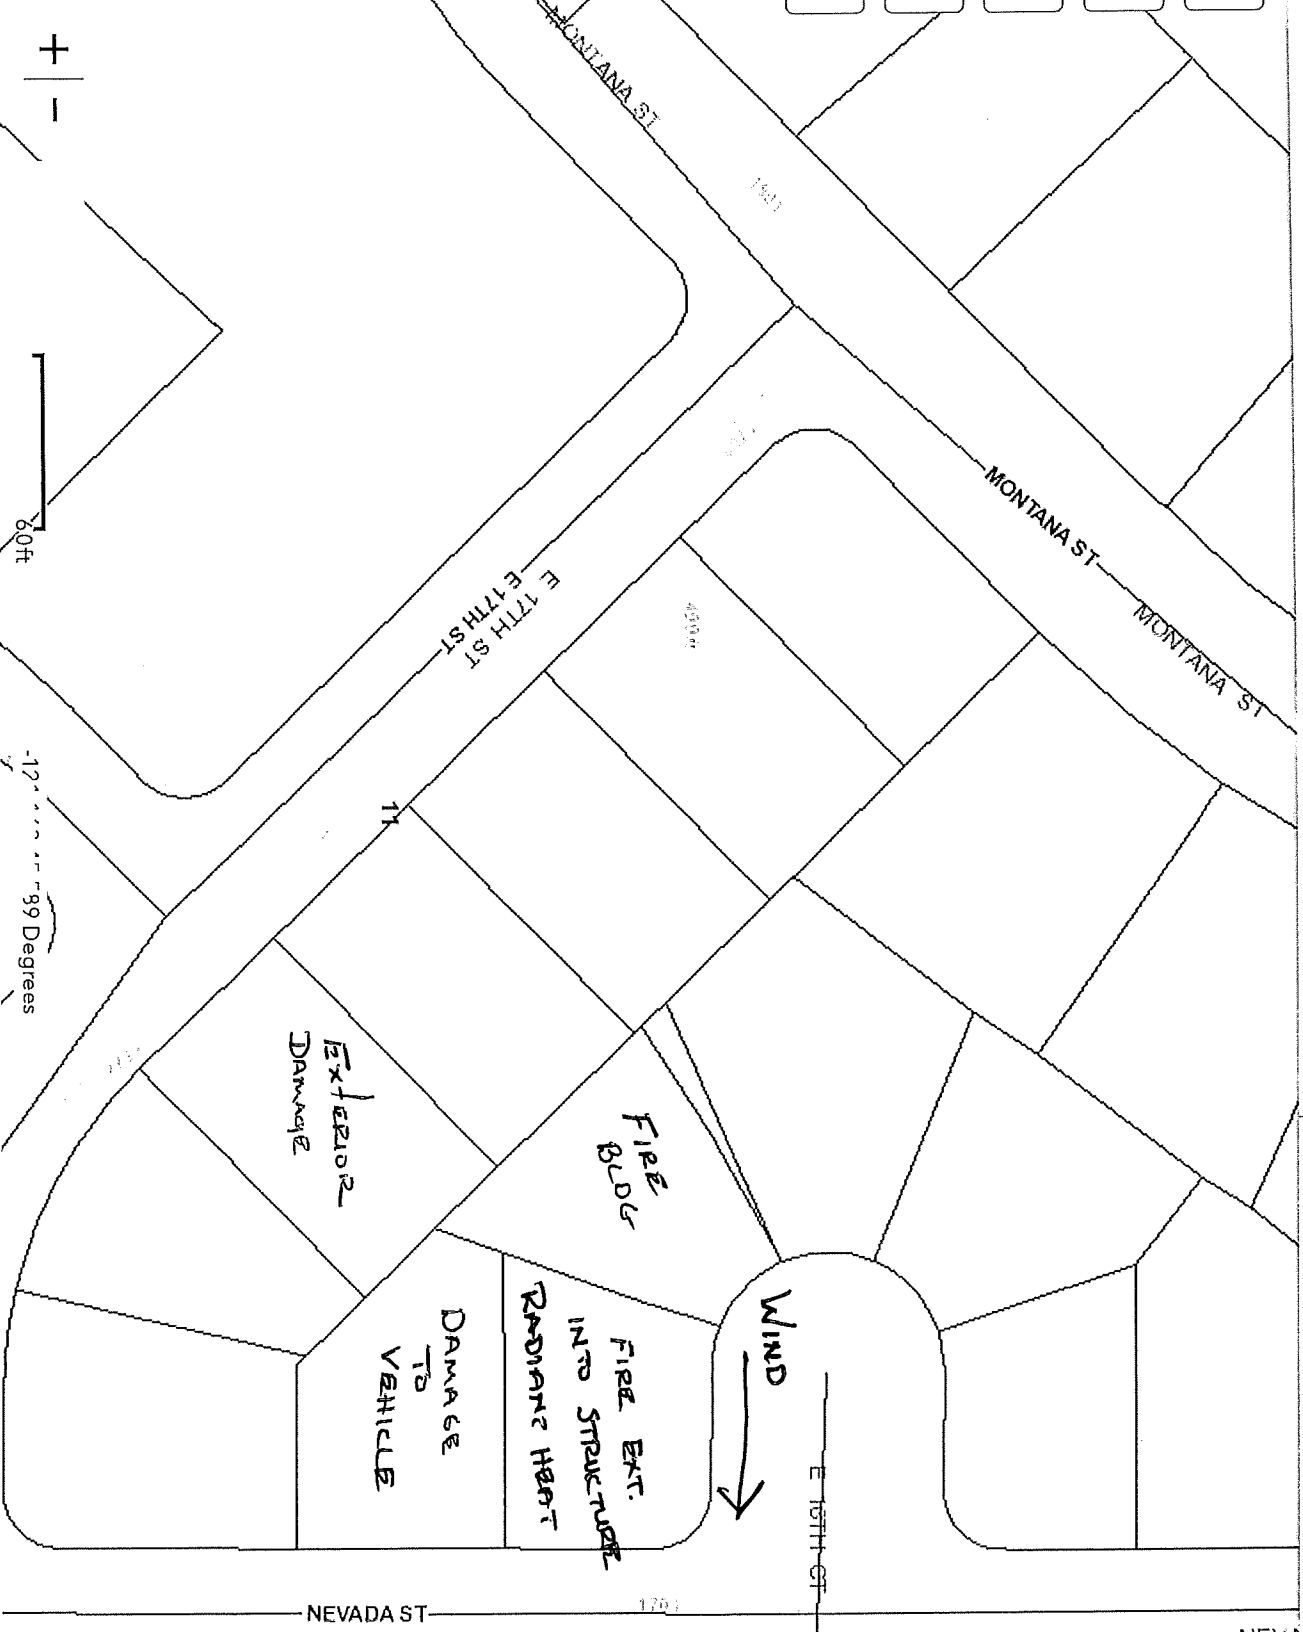 +
-
MONTANA ST
MONTANA ST
MONTANA ST
E 17TH ST
E 17TH ST
60ft
11
89 Degrees
EXTERIOR
DAMAGE
FIRE
BLDG
WIND
FIRE EXT.
INTO STRUCTURE
RADIANT HEAT
DAMAGE
TO
VEHICLE
NEVADA ST